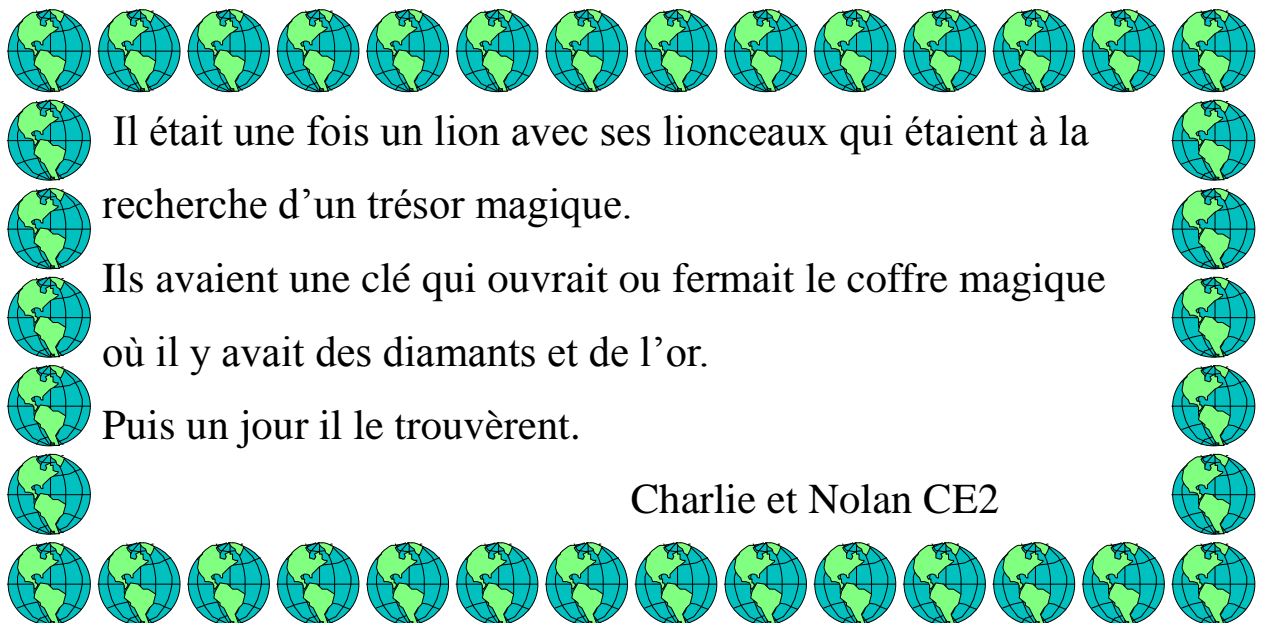 Il était une fois un lion avec ses lionceaux qui étaient à la
recherche d’un trésor magique.
Ils avaient une clé qui ouvrait ou fermait le coffre magique
où il y avait des diamants et de l’or.
Puis un jour il le trouvèrent.
Charlie et Nolan CE2